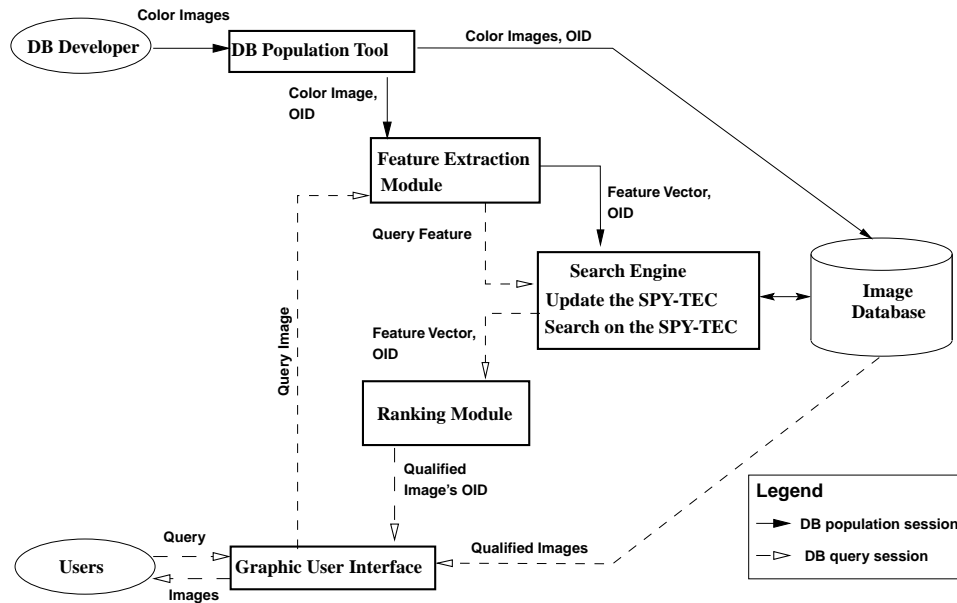 Color Images
DB Developer
DB Population Tool
Color Images, OID
Color Image,
OID
Feature Extraction
Module
Feature Vector,
OID
Query Feature
Search Engine
Update the SPY-TEC
Search on the SPY-TEC
Image
Database
Query Image
Feature Vector,
OID
Ranking Module
Qualified
Image's OID
Legend
DB population session
DB query session
Users
Query
Images
Graphic User Interface
Qualified Images